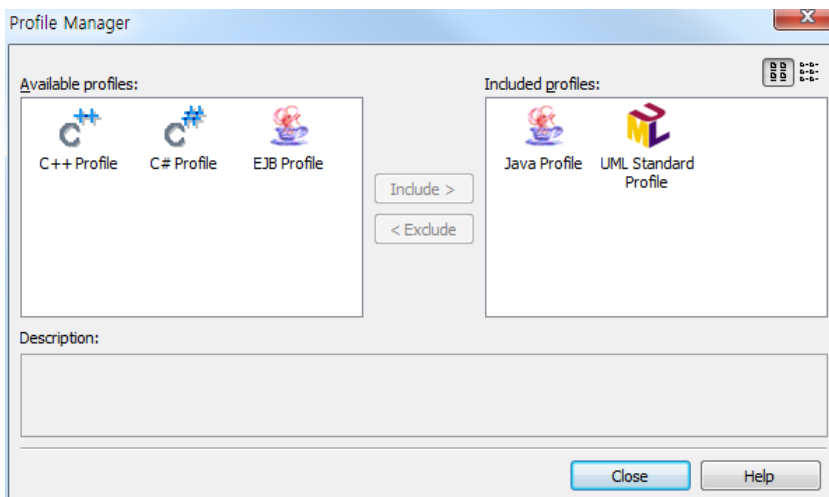 Profile Manager
Available profiles:
C++ Profile
C# Profile
EJB Profile
Include >
< Exclude
Included profiles:
Java Profile
UML Standard
Profile
Description:
Close
Help